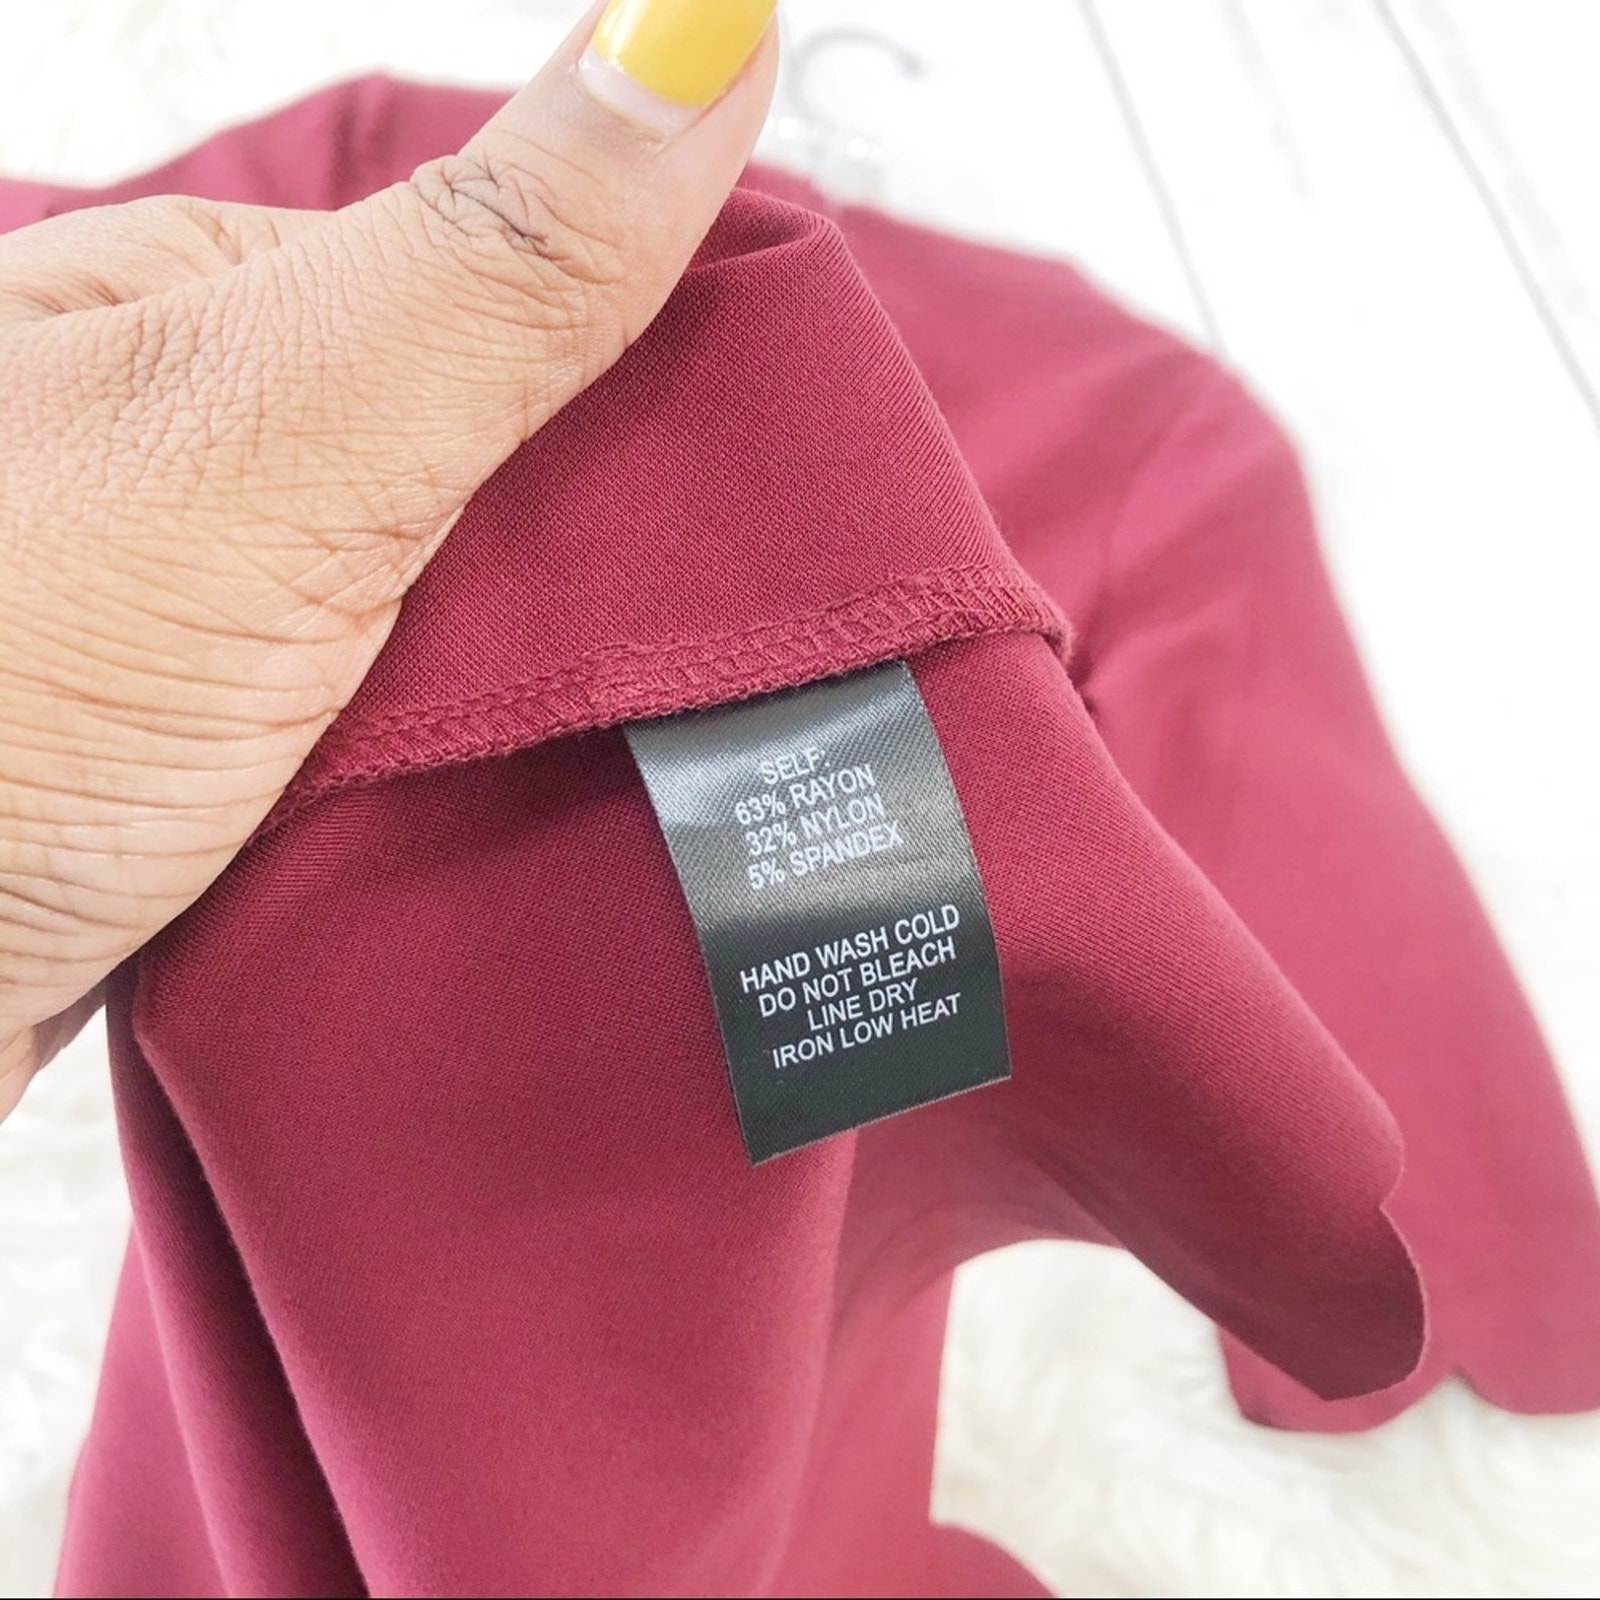 SELF:
63% RAYON
32% NYLON
5% SPANDEX
HAND WASH COLD
DO NOT BLEACH
LINE DRY
IRON LOW HEAT